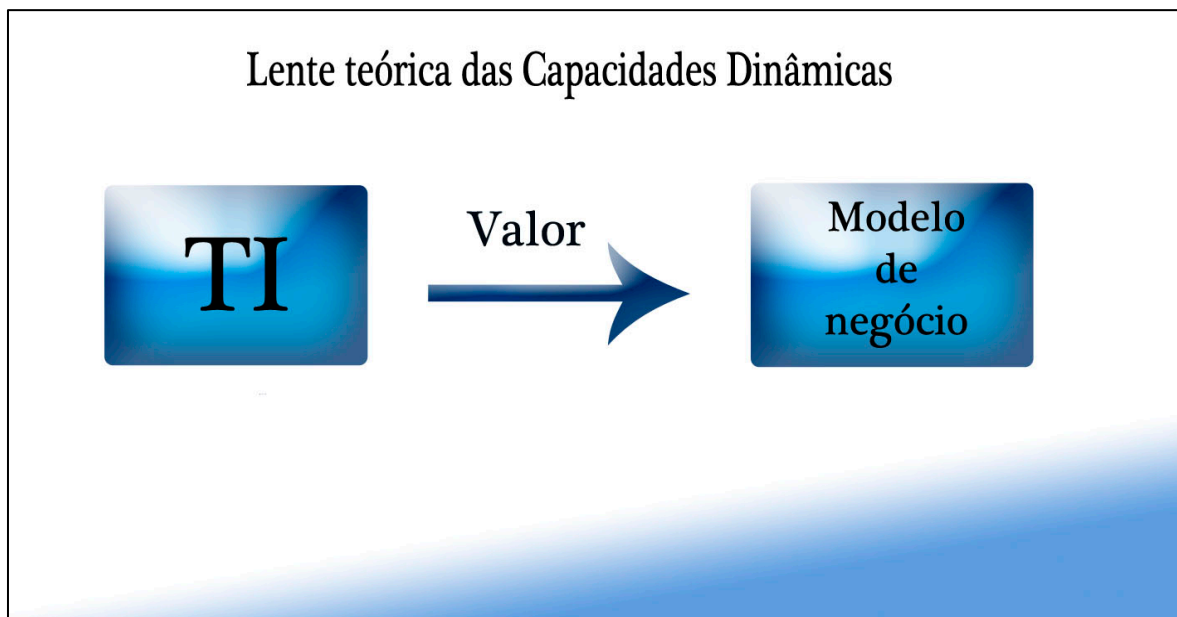 Lente teórica das Capacidades Dinâmicas
TI
Valor
Modelo
de
negócio